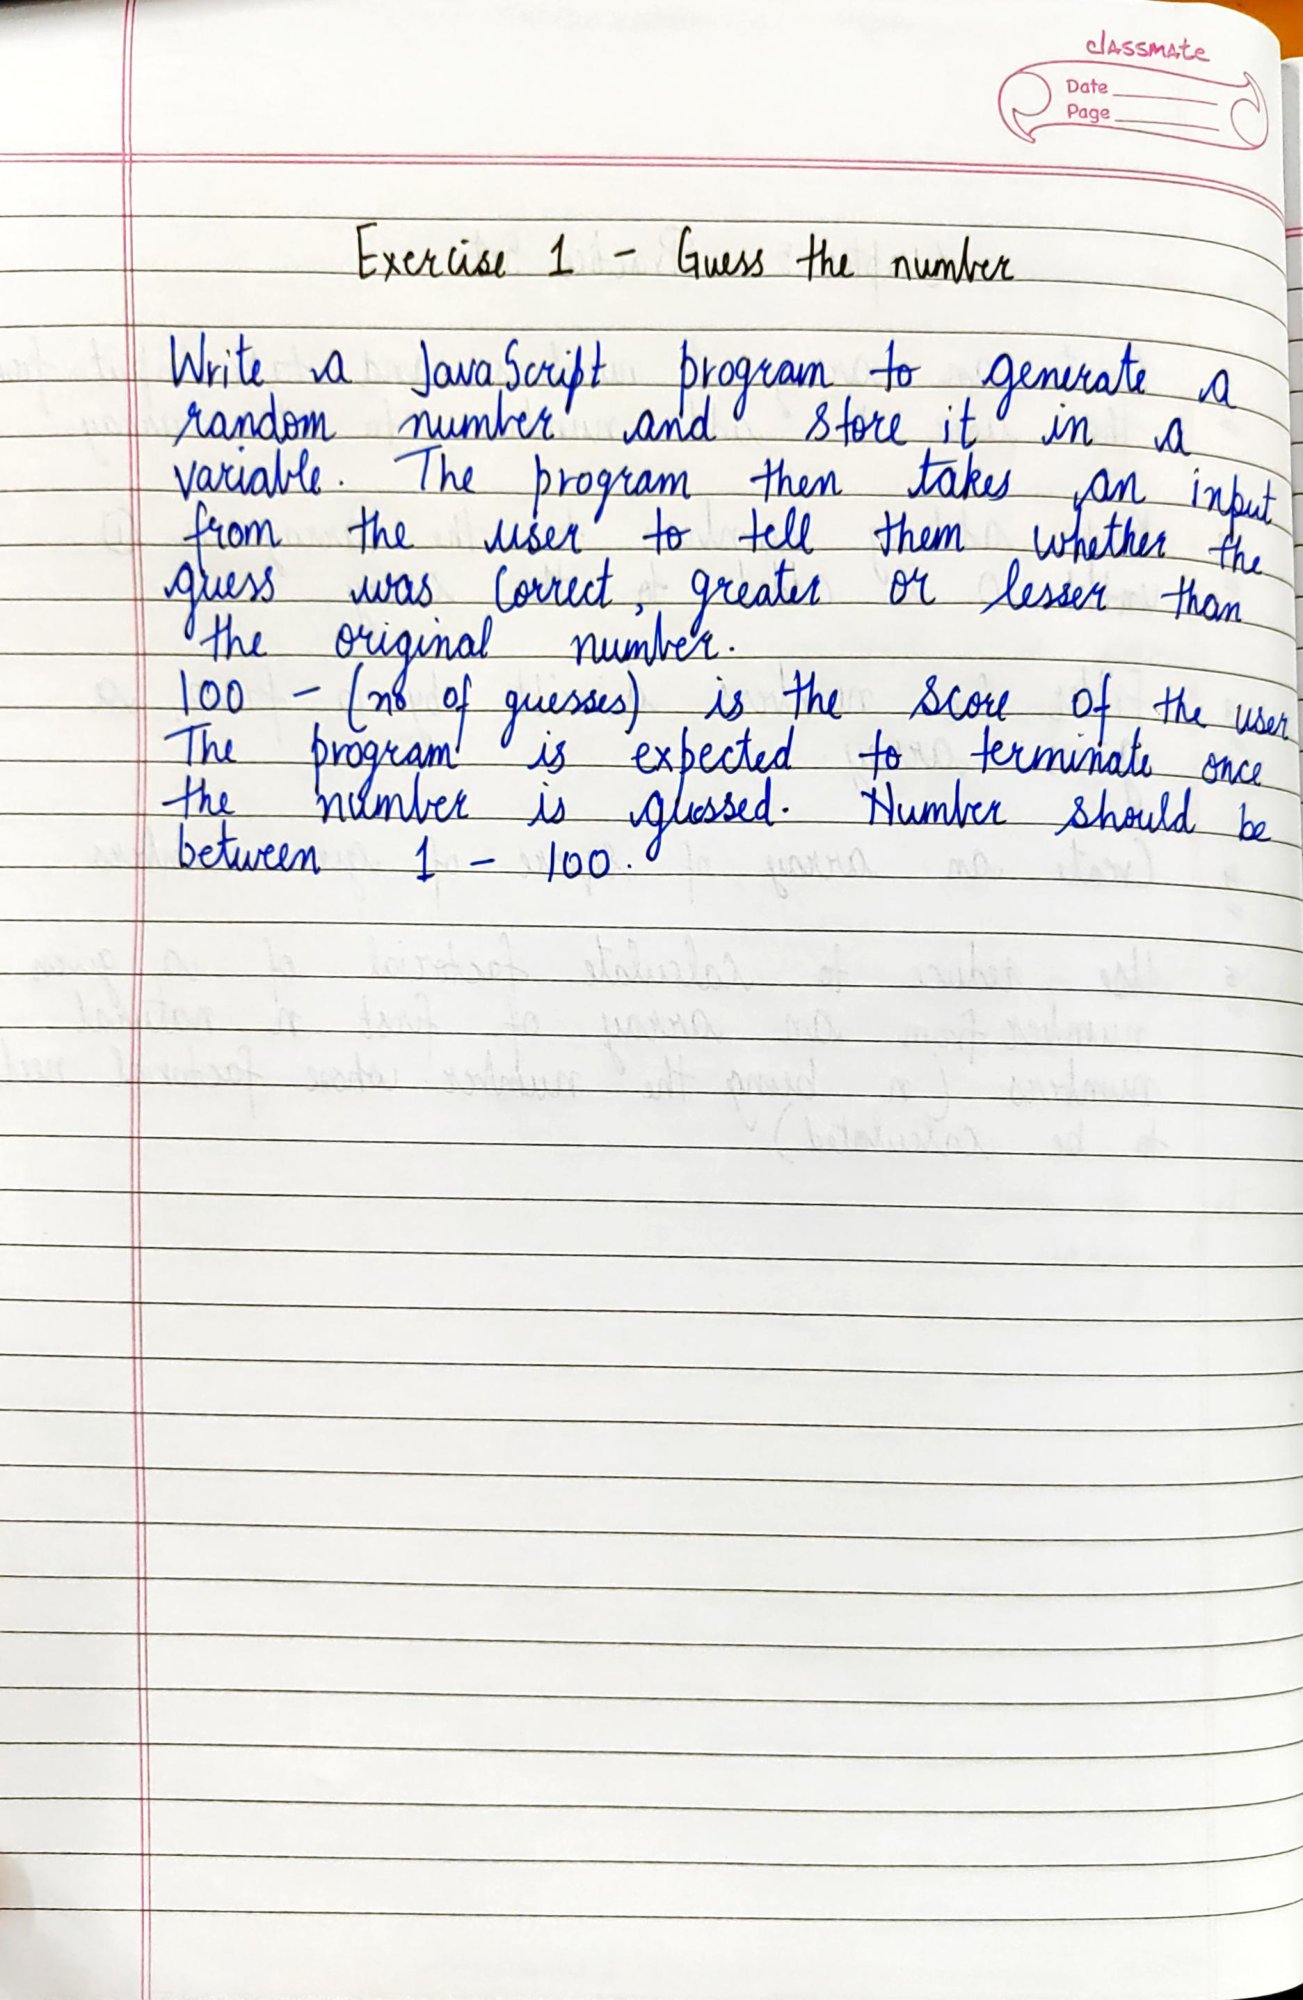 classmate
Date
Page
Exercise 1 - Guess the number
Write a JavaScript program to generate a
random number and store it in a
variable. The program then takes an input
from the user to tell them whether the
guess was correct, greater or lesser than
the original number.
100 - (no of guesses) is the score of the user
The program is expected to terminate once
the number is guessed. Number should be
between 1 - 100.